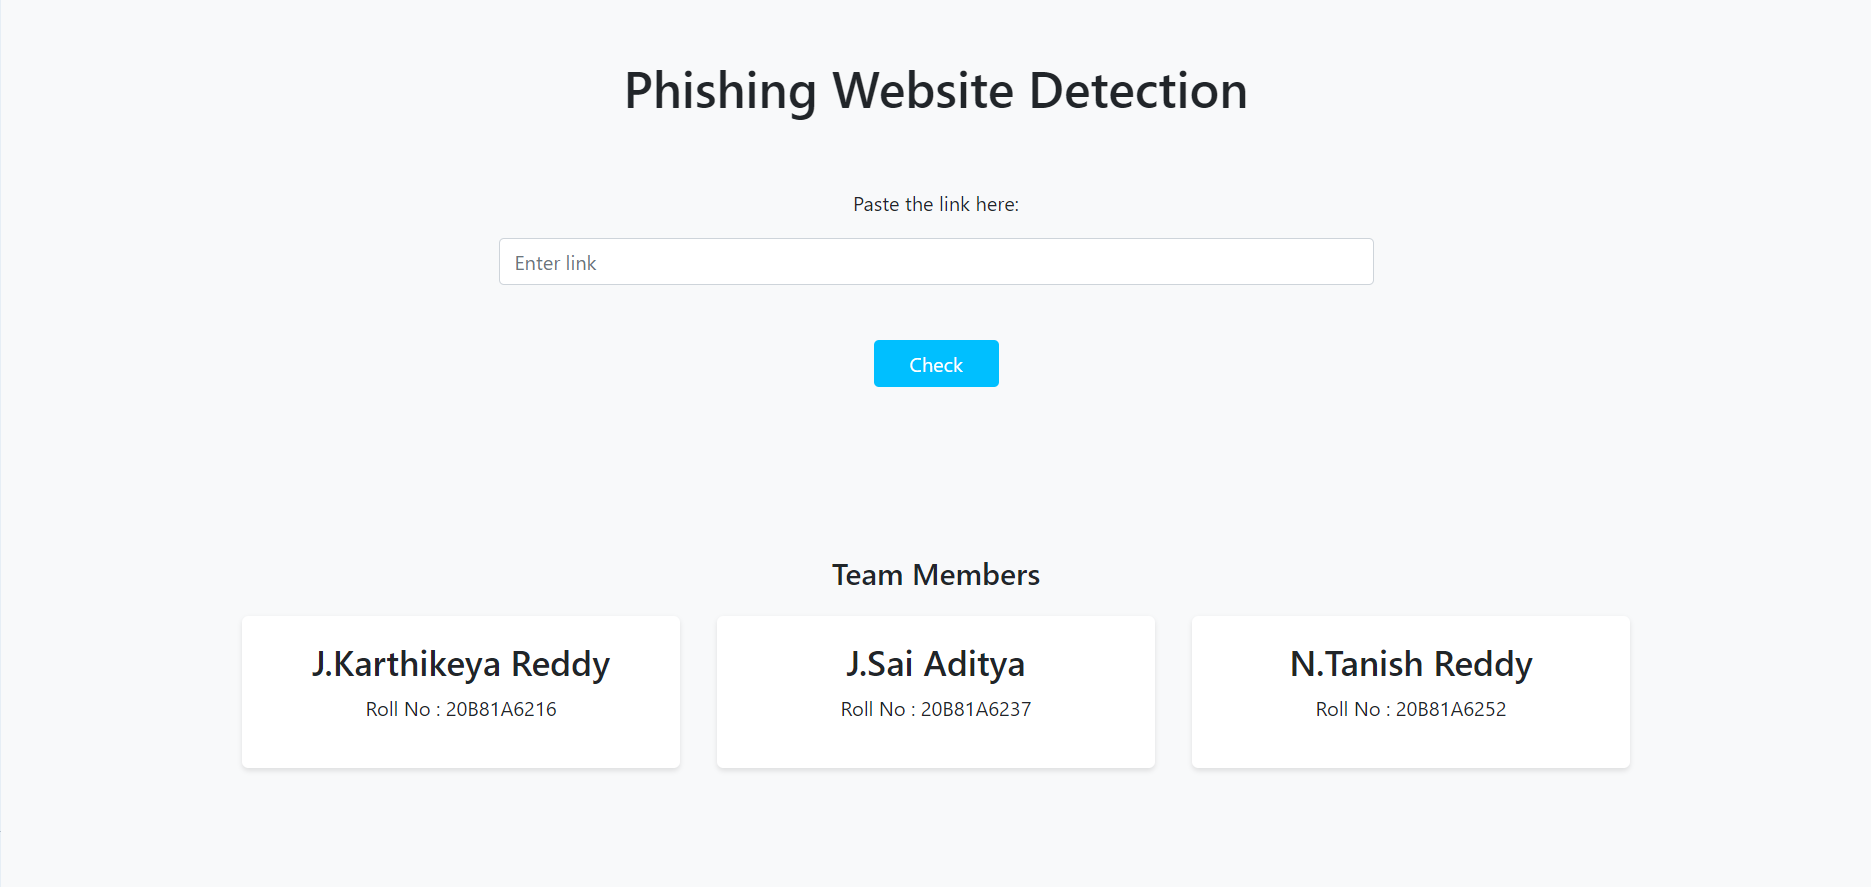 Phishing Website Detection
Paste the link here:
Enter link
Check
Team Members
J.Karthikeya Reddy
Roll No : 20B81A6216
J.Sai Aditya
Roll No : 20B81A6237
N.Tanish Reddy
Roll No : 20B81A6252